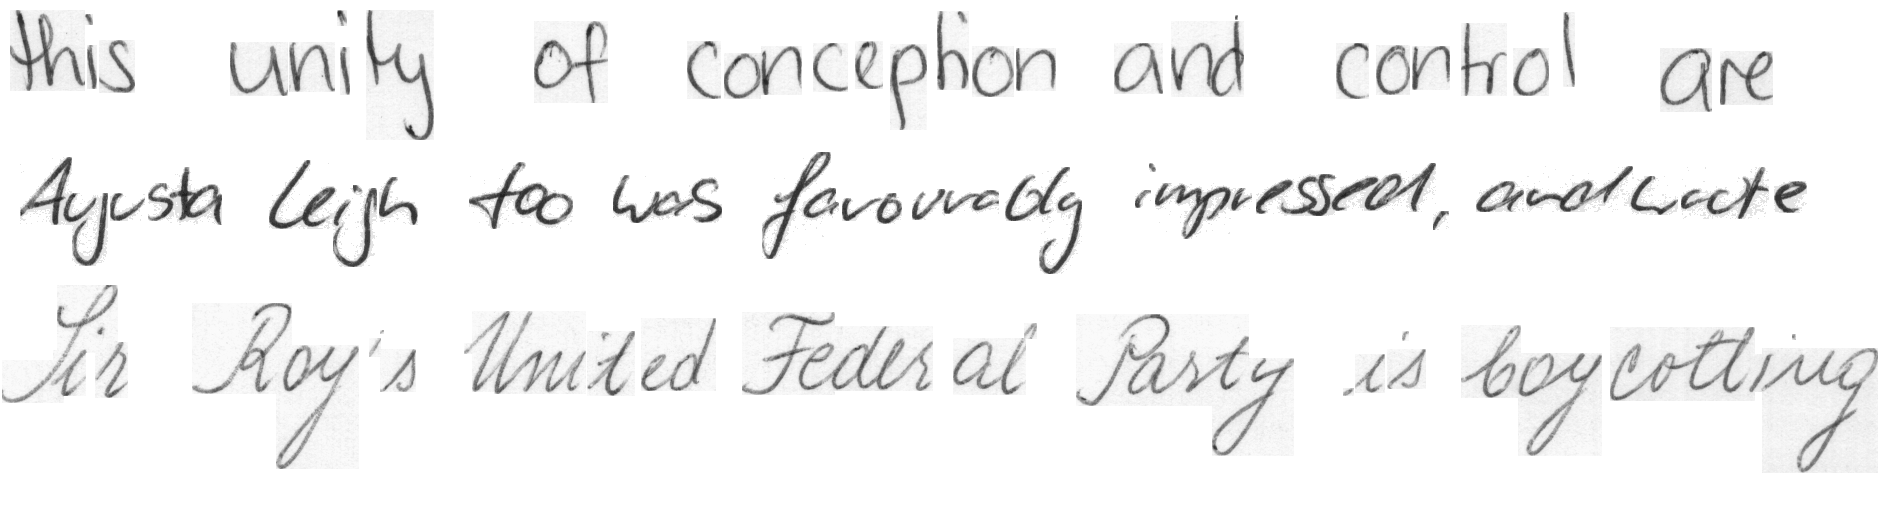 this unity of conception and control are
Augusta Leigh too was favourably impressed, and wrote
Sir Roy's United Federal Party is boycotting